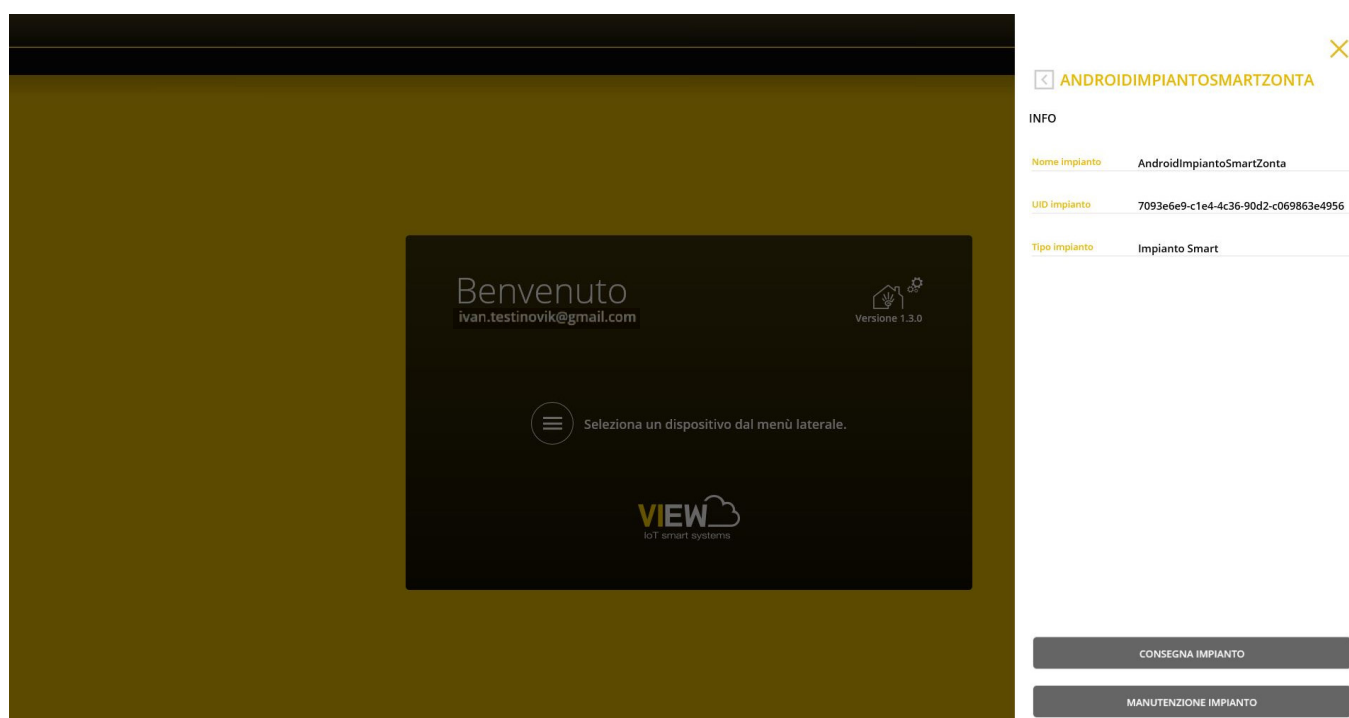 ANDROIDIMPIANTOSMARTZONTA
INFO
Nome impianto AndroidImpiantoSmartZonta
UID impianto 7093e6e9-c1e4-4c36-90d2-c069863e4956
Tipo impianto Impianto Smart
Benvenuto
ivan.testinovik@gmail.com
Versione 1.3.0
Seleziona un dispositivo dal menù laterale.
VIEW
IoT smart systems
CONSEGNA IMPIANTO
MANUTENZIONE IMPIANTO